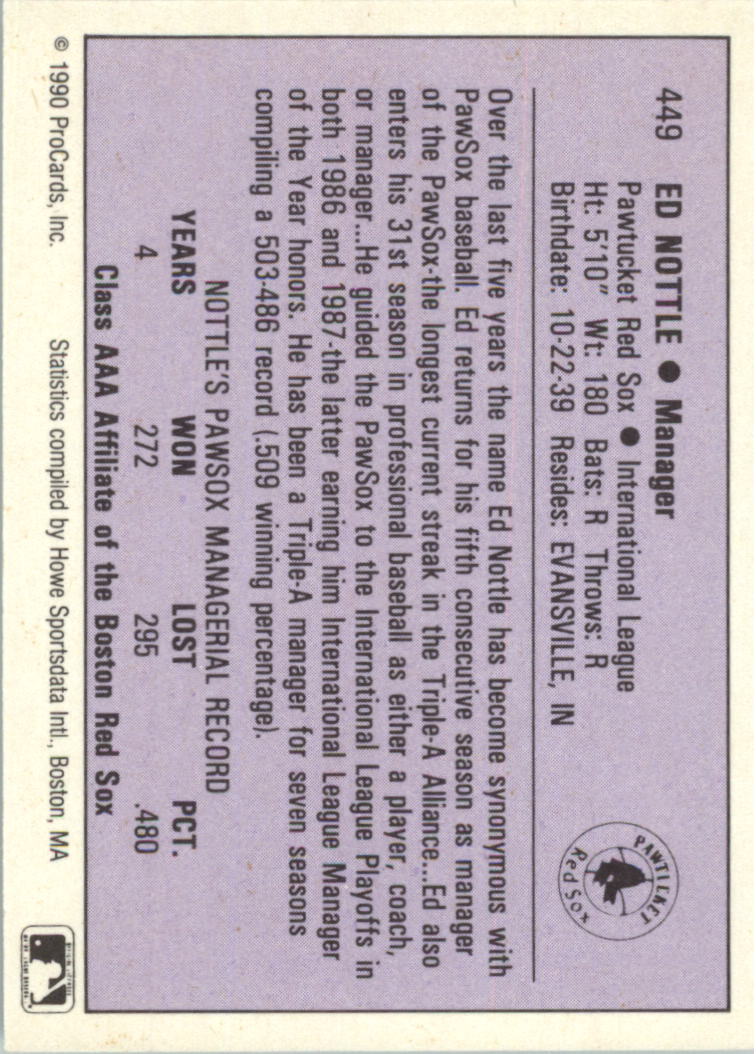 449 ED NOTTLE ● Manager
Pawtucket Red Sox ● International League
Ht: 5'10" Wt: 180 Bats: R Throws: R
Birthdate: 10-22-39 Resides: EVANSVILLE, IN
PAWTUCKET
Red Sox
Over the last five years the name Ed Nottle has become synonymous with
PawSox baseball. Ed returns for his fifth consecutive season as manager
of the PawSox-the longest current streak in the Triple-A Alliance...Ed also
enters his 31st season in professional baseball as either a player, coach,
or manager...He guided the PawSox to the International League Playoffs in
both 1986 and 1987-the latter earning him International League Manager
of the Year honors. He has been a Triple-A manager for seven seasons
compiling a 503-486 record (.509 winning percentage).
NOTTLE'S PAWSOX MANAGERIAL RECORD
YEARS WON LOST PCT.
4 272 295 .480
Class AAA Affiliate of the Boston Red Sox
© 1990 ProCards, Inc. Statistics compiled by Howe Sportsdata Intl., Boston, MA